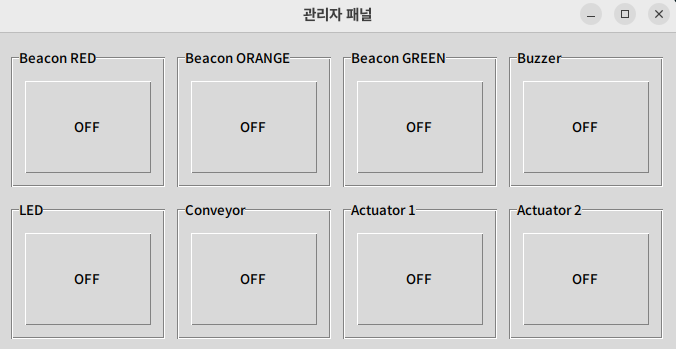 관리자 패널
Beacon RED
Beacon ORANGE
Beacon GREEN
Buzzer
OFF
OFF
OFF
OFF
LED
Conveyor
Actuator 1
Actuator 2
OFF
OFF
OFF
OFF